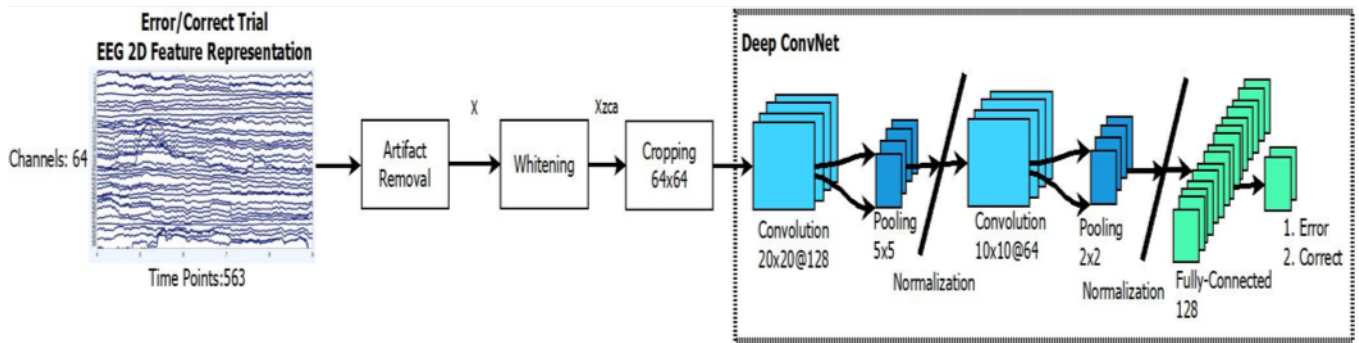 Error/Correct Trial
EEG 2D Feature Representation
Channels: 64
Time Points:563
Artifact
Removal
X
Whitening
Xzca
Cropping
64x64
Deep ConvNet
Convolution
20x20@128
Pooling
5x5
Normalization
Convolution
10x10@64
Pooling
2x2
Normalization
Fully-Connected
128
1. Error
2. Correct